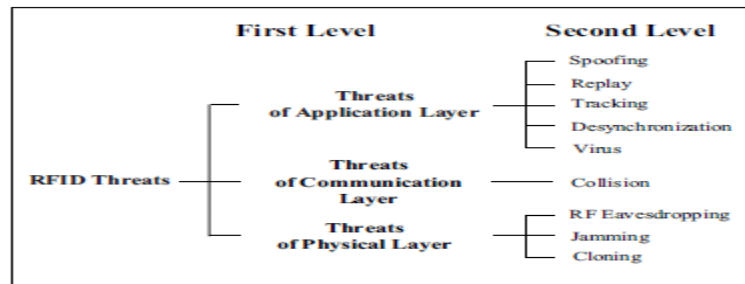 First Level Second Level
Spoofing
Replay
Threats
of Application Layer
Tracking
Desynchronization
Virus
RFID Threats
Threats
of Communication
Layer
Collision
RF Eavesdropping
Threats
of Physical Layer
Jamming
Cloning